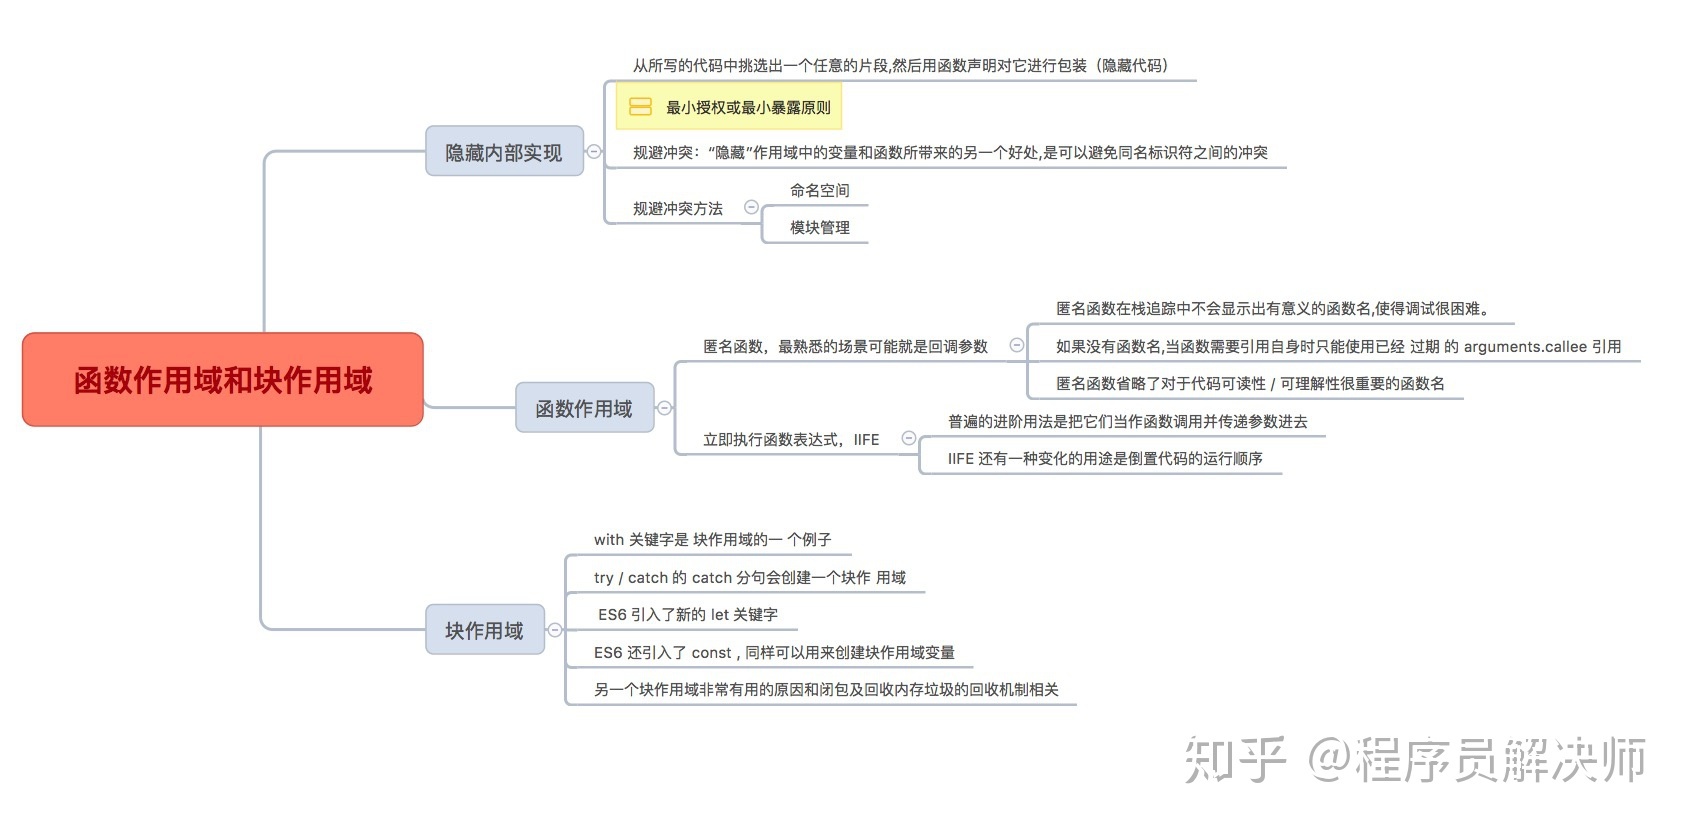 从所写的代码中挑选出一个任意的片段,然后用函数声明对它进行包装（隐藏代码）
最小授权或最小暴露原则
隐藏内部实现
规避冲突：“隐藏”作用域中的变量和函数所带来的另一个好处,是可以避免同名标识符之间的冲突
规避冲突方法
命名空间
模块管理
函数作用域和块作用域
函数作用域
匿名函数，最熟悉的场景可能就是回调参数
匿名函数在栈追踪中不会显示出有意义的函数名,使得调试很困难。
如果没有函数名,当函数需要引用自身时只能使用已经 过期 的 arguments.callee 引用
匿名函数省略了对于代码可读性 / 可理解性很重要的函数名
立即执行函数表达式，IIFE
普遍的进阶用法是把它们当作函数调用并传递参数进去
IIFE 还有一种变化的用途是倒置代码的运行顺序
块作用域
with 关键字是 块作用域的一 个例子
try / catch 的 catch 分句会创建一个块作 用域
ES6 引入了新的 let 关键字
ES6 还引入了 const , 同样可以用来创建块作用域变量
另一个块作用域非常有用的原因和闭包及回收内存垃圾的回收机制相关
知乎 @程序员解决师